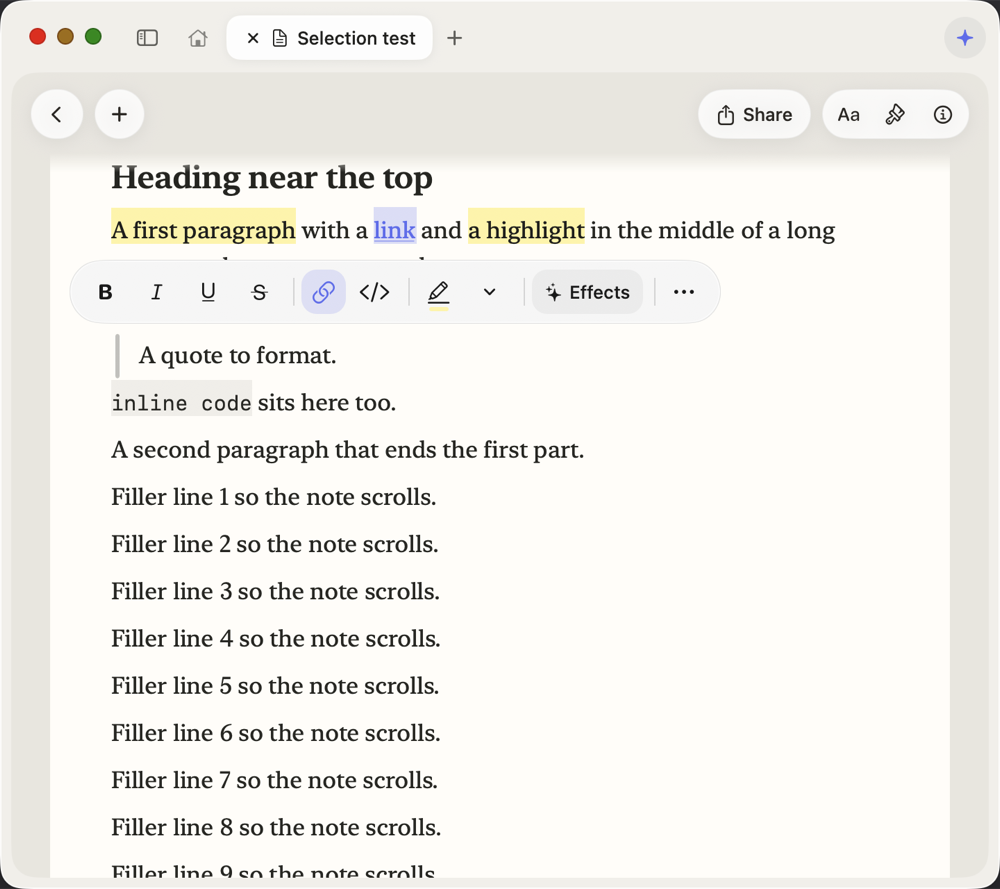 Selection test
Share
Aa
Heading near the top
A first paragraph with a link and a highlight in the middle of a long
B I U S </> Effects
A quote to format.
inline code sits here too.
A second paragraph that ends the first part.
Filler line 1 so the note scrolls.
Filler line 2 so the note scrolls.
Filler line 3 so the note scrolls.
Filler line 4 so the note scrolls.
Filler line 5 so the note scrolls.
Filler line 6 so the note scrolls.
Filler line 7 so the note scrolls.
Filler line 8 so the note scrolls.
Filler line 9 so the note scrolls.